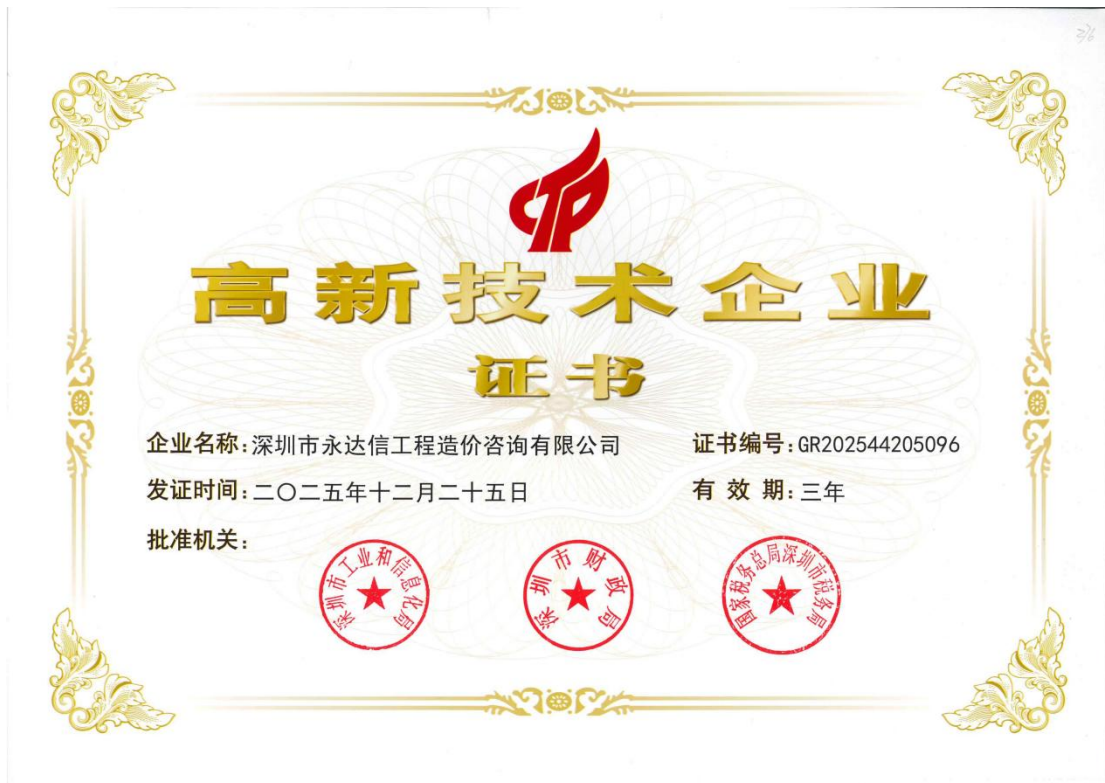 276
高新技术企业
证书
企业名称:深圳市永达信工程造价咨询有限公司
证书编号:GR202544205096
发证时间:二〇二五年十二月二十五日
有效期:三年
批准机关:
深圳市工业和信息化局
深圳市财政局
国家税务总局深圳市税务局